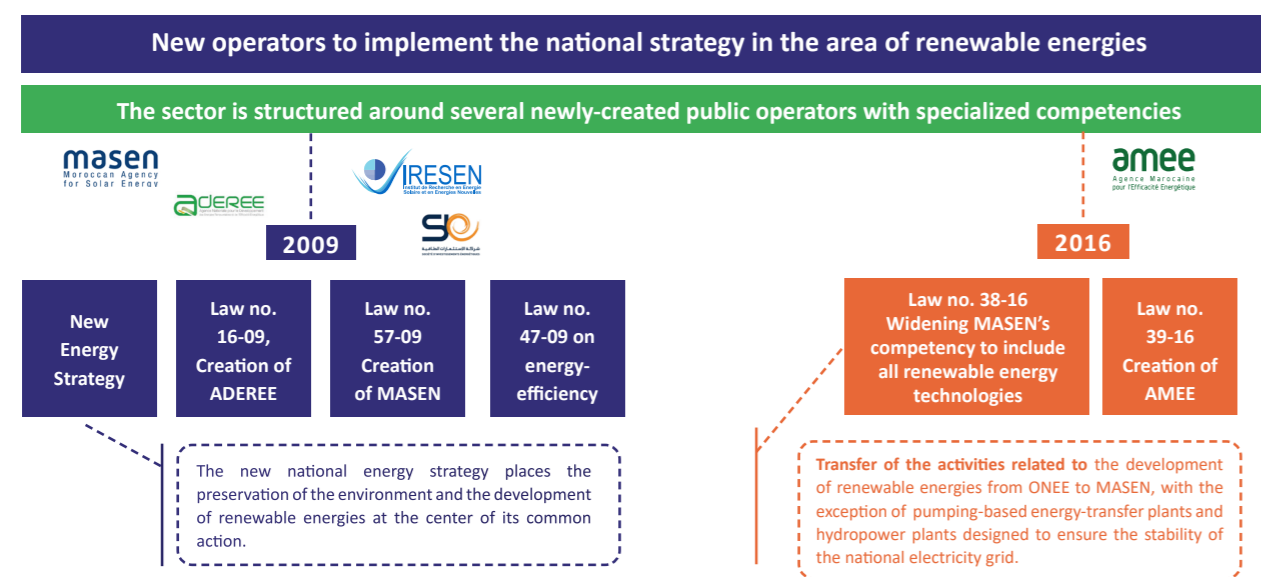 New operators to implement the national strategy in the area of renewable energies
The sector is structured around several newly-created public operators with specialized competencies
masen
Moroccan Agency
for Solar Energy
aDEREE
IRESEN
Institut de Recherche en Energie
Solaire et en Energies Nouvelles
SIE
شركة الاستثمارات الطاقية
SOCIÉTÉ D'INVESTISSEMENTS ÉNERGÉTIQUES
amee
Agence Marocaine
pour l'Efficacité Energétique
2009
2016
New
Energy
Strategy
Law no.
16-09,
Creation of
ADEREE
Law no.
57-09
Creation
of MASEN
Law no.
47-09 on
energy-
efficiency
Law no. 38-16
Widening MASEN's
competency to include
all renewable energy
technologies
Law no.
39-16
Creation of
AMEE
The new national energy strategy places the
preservation of the environment and the development
of renewable energies at the center of its common
action.
Transfer of the activities related to the development
of renewable energies from ONEE to MASEN, with the
exception of pumping-based energy-transfer plants and
hydropower plants designed to ensure the stability of
the national electricity grid.